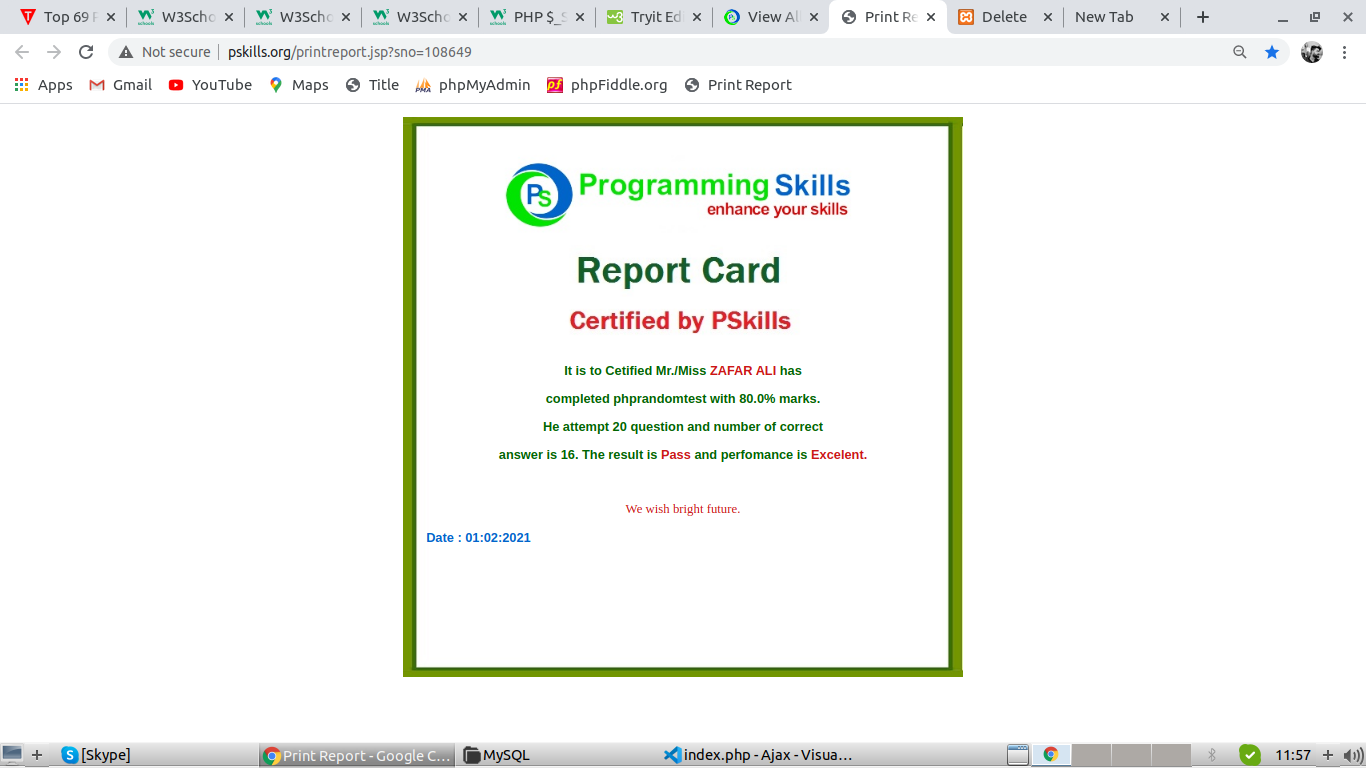 Top 69 P
W3Scho
W3Scho
W3Scho
PHP $_S
Tryit Ed
View Al
Print Re
Delete
New Tab
Not secure
pskills.org/printreport.jsp?sno=108649
Apps
Gmail
YouTube
Maps
Title
phpMyAdmin
phpFiddle.org
Print Report
PS
Programming Skills
enhance your skills
Report Card
Certified by PSkills
It is to Cetified Mr./Miss ZAFAR ALI has
completed phprandomtest with 80.0% marks.
He attempt 20 question and number of correct
answer is 16. The result is Pass and perfomance is Excelent.
We wish bright future.
Date : 01:02:2021
[Skype]
Print Report - Google C...
MySQL
index.php - Ajax - Visua...
11:57